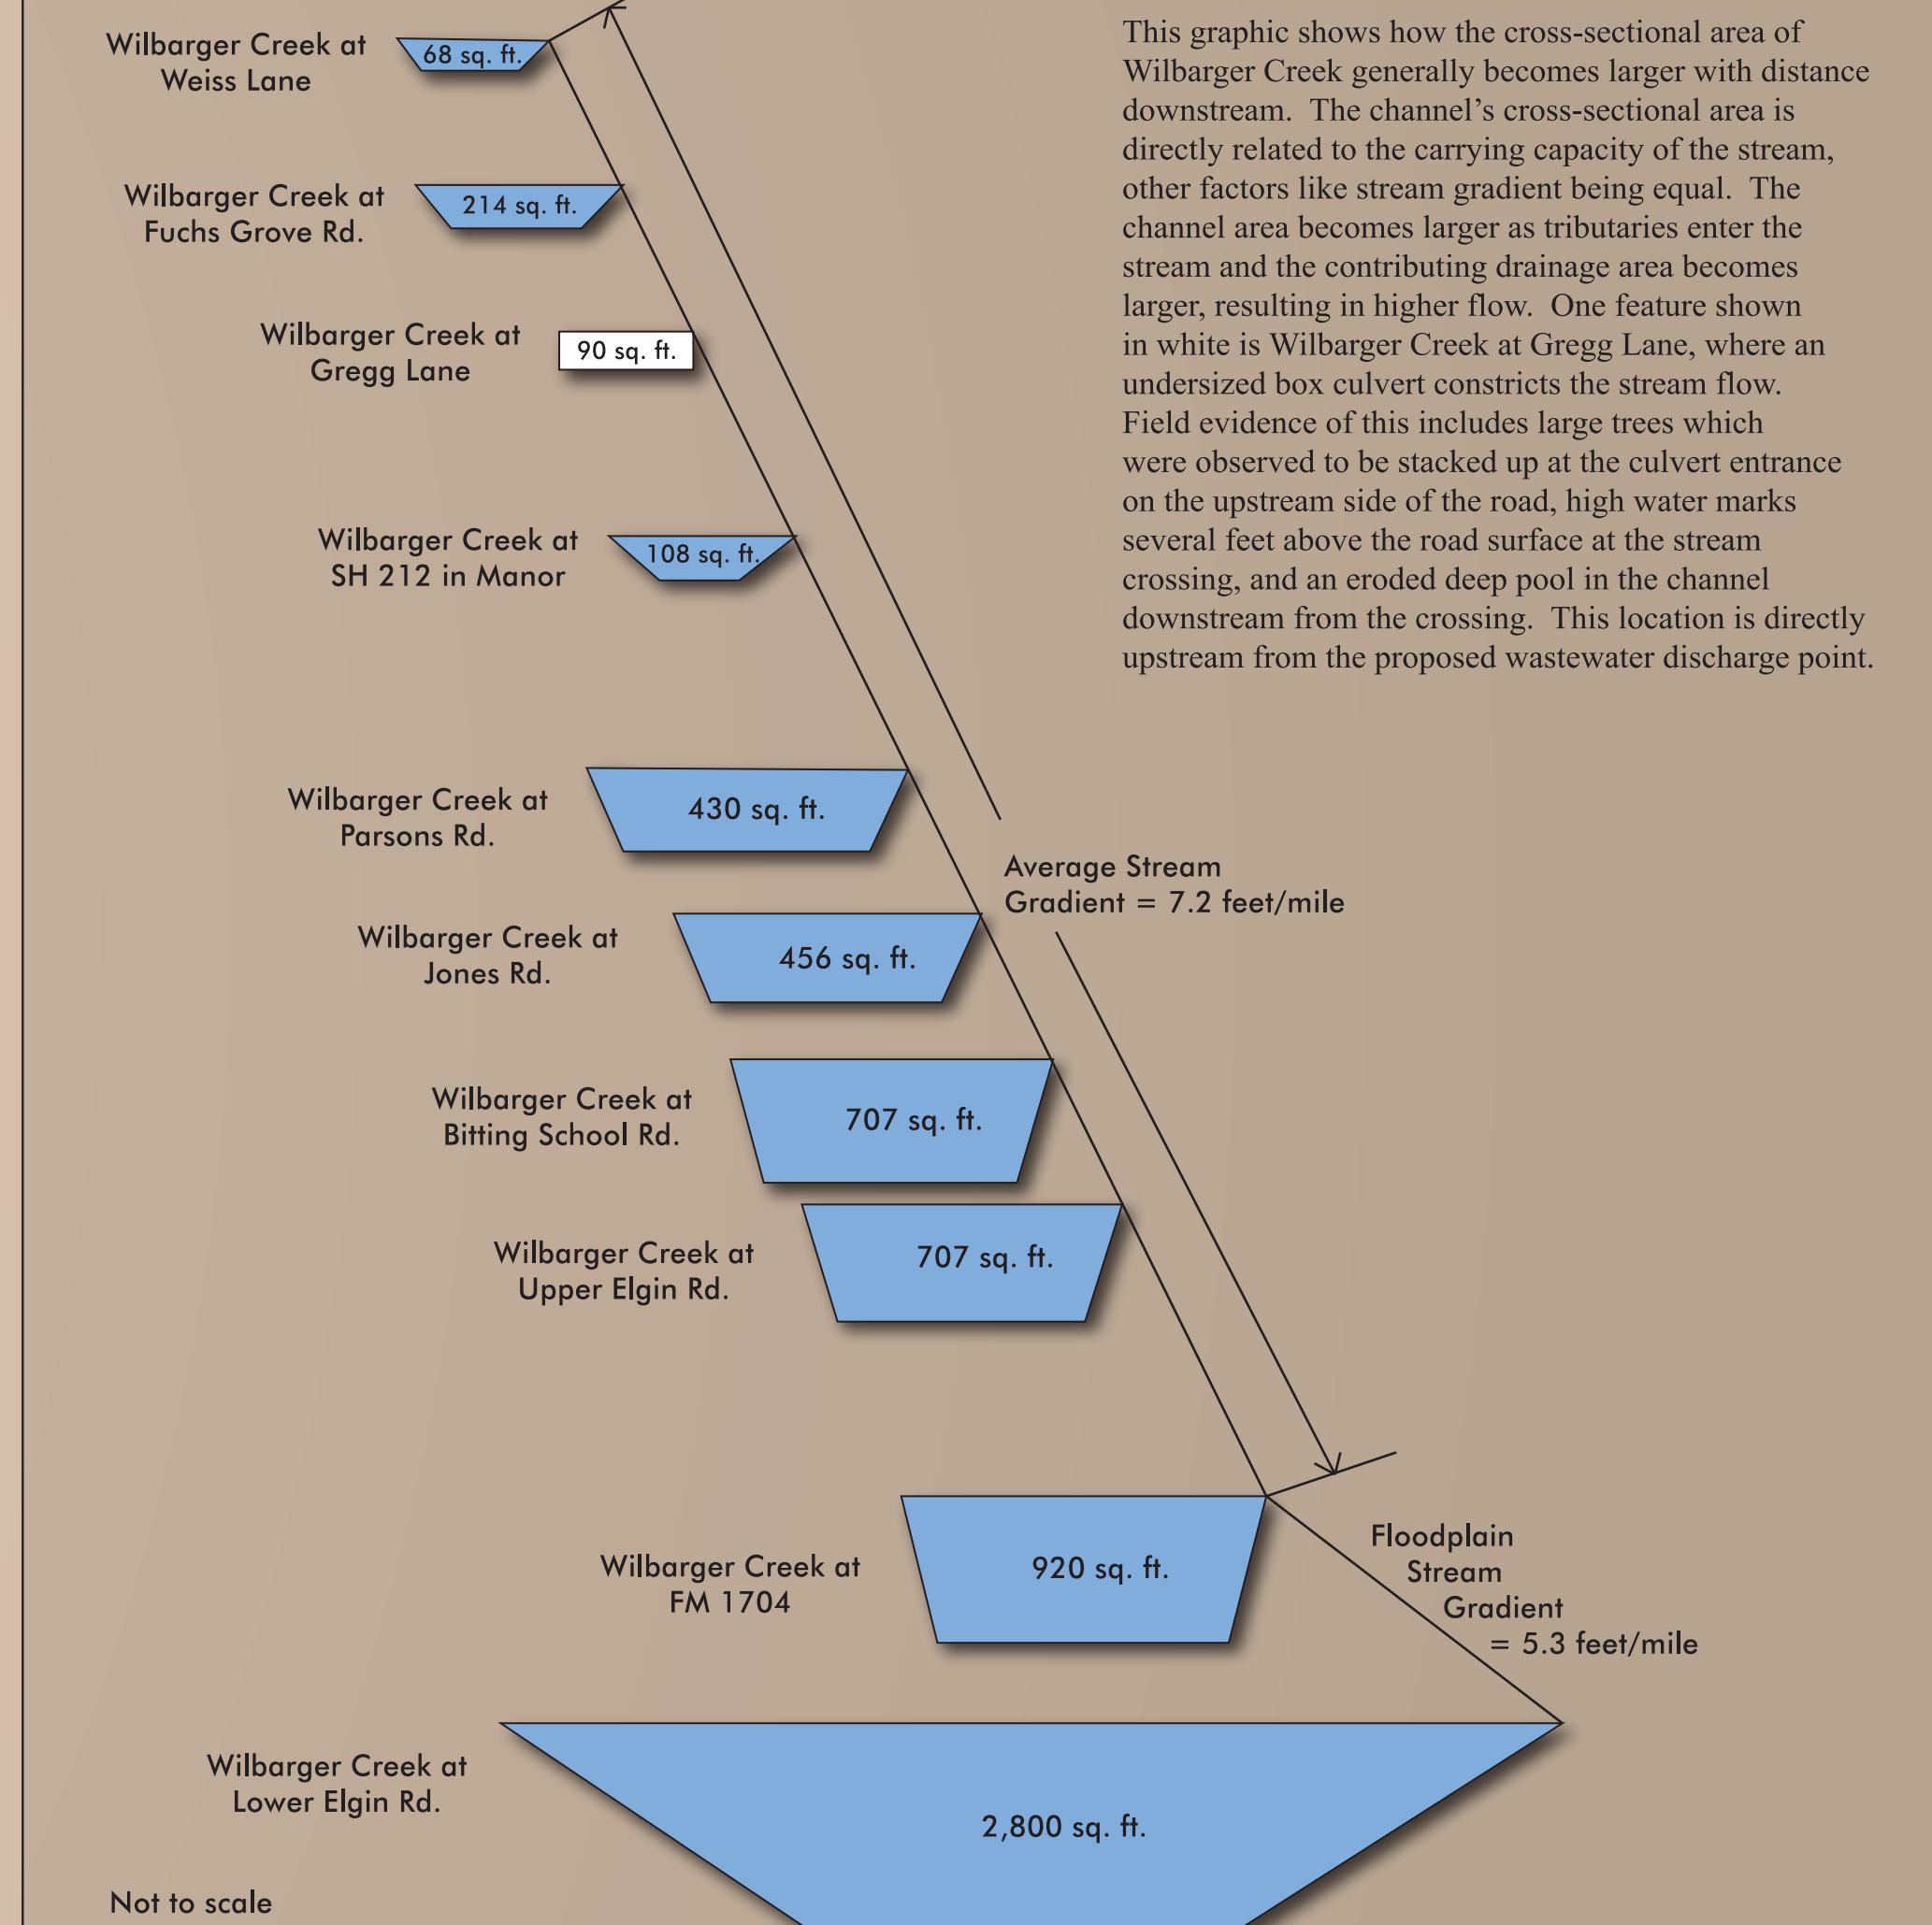 This graphic shows how the cross-sectional area of
Wilbarger Creek generally becomes larger with distance
downstream.  The channel’s cross-sectional area is
directly related to the carrying capacity of the stream,
other factors like stream gradient being equal.  The
channel area becomes larger as tributaries enter the
stream and the contributing drainage area becomes
larger, resulting in higher flow.  One feature shown
in white is Wilbarger Creek at Gregg Lane, where an
undersized box culvert constricts the stream flow.
Field evidence of this includes large trees which
were observed to be stacked up at the culvert entrance
on the upstream side of the road, high water marks
several feet above the road surface at the stream
crossing, and an eroded deep pool in the channel
downstream from the crossing.  This location is directly
upstream from the proposed wastewater discharge point.
Wilbarger Creek at
Weiss Lane
68 sq. ft.
Wilbarger Creek at
Fuchs Grove Rd.
214 sq. ft.
Wilbarger Creek at
Gregg Lane
90 sq. ft.
Wilbarger Creek at
SH 212 in Manor
108 sq. ft.
Wilbarger Creek at
Parsons Rd.
430 sq. ft.
Average Stream
Gradient = 7.2 feet/mile
Wilbarger Creek at
Jones Rd.
456 sq. ft.
Wilbarger Creek at
Bitting School Rd.
707 sq. ft.
Wilbarger Creek at
Upper Elgin Rd.
707 sq. ft.
Wilbarger Creek at
FM 1704
920 sq. ft.
Floodplain
Stream
Gradient
= 5.3 feet/mile
Wilbarger Creek at
Lower Elgin Rd.
2,800 sq. ft.
Not to scale